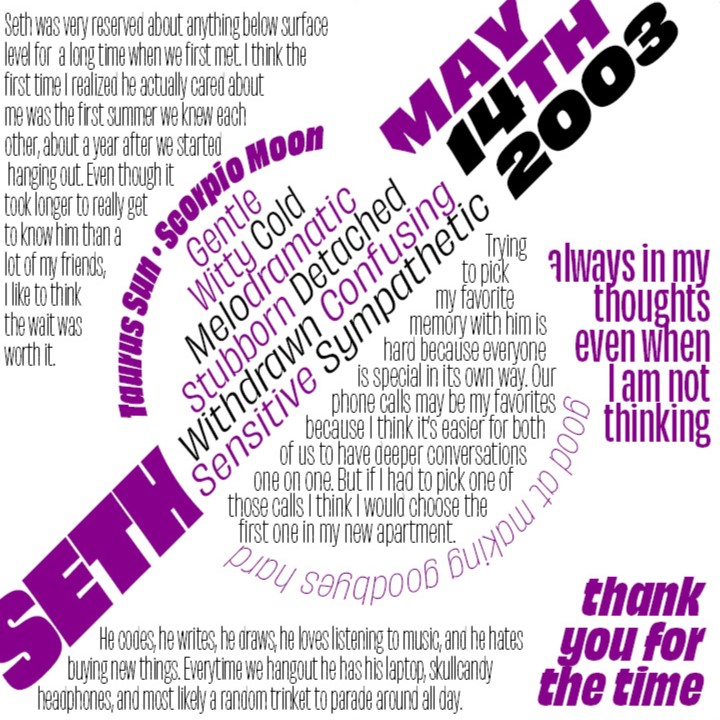 Seth was very reserved about anything below surface
level for a long time when we first met. I think the
first time I realized he actually cared about
me was the first summer we knew each
other, about a year after we started
hanging out. Even though it
took longer to really get
to know him than a
lot of my friends,
I like to think
the wait was
worth it.
MAY
14TH
2003
Taurus Sun • Scorpio Moon
Gentle
Witty Cold
Melodramatic
Stubborn Detached
Withdrawn Confusing
Sensitive Sympathetic
SETH
Trying
to pick
my favorite
memory with him is
hard because everyone
is special in its own way. Our
phone calls may be my favorites
because I think it's easier for both
of us to have deeper conversations
one on one. But if I had to pick one of
those calls I think I would choose the
first one in my new apartment.
good at making goodbyes hard
always in my
thoughts
even when
I am not
thinking
He codes, he writes, he draws, he loves listening to music, and he hates
buying new things. Everytime we hangout he has his laptop, skullcandy
headphones, and most likely a random trinket to parade around all day.
thank
you for
the time